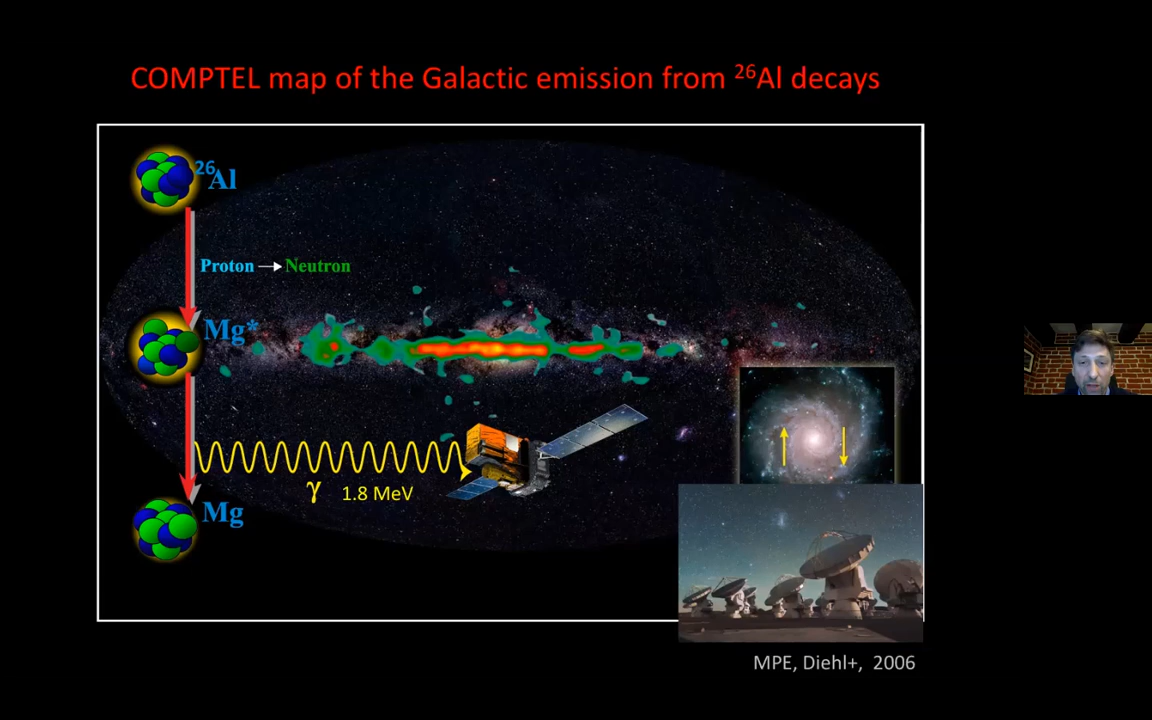 COMPTEL map of the Galactic emission from ²⁶Al decays
²⁶Al
Proton → Neutron
Mg*
γ 1.8 MeV
Mg
MPE, Diehl+, 2006